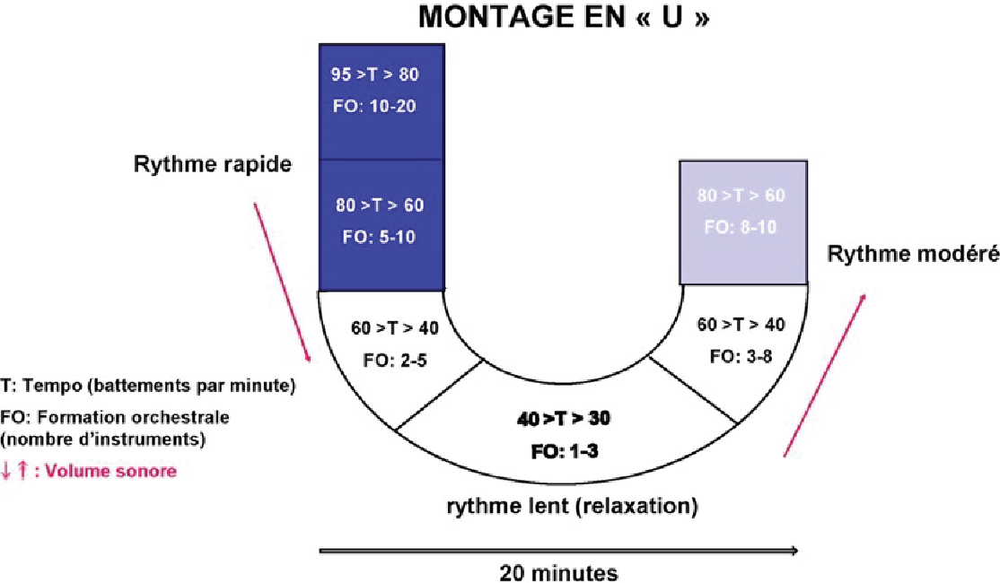 MONTAGE EN « U »
95 >T > 80
FO: 10-20
Rythme rapide
80 >T > 60
FO: 5-10
80 >T > 60
FO: 8-10
Rythme modéré
60 >T > 40
FO: 2-5
60 >T > 40
FO: 3-8
40 >T > 30
FO: 1-3
T: Tempo (battements par minute)
FO: Formation orchestrale
(nombre d'instruments)
↓ ↑ : Volume sonore
rythme lent (relaxation)
20 minutes